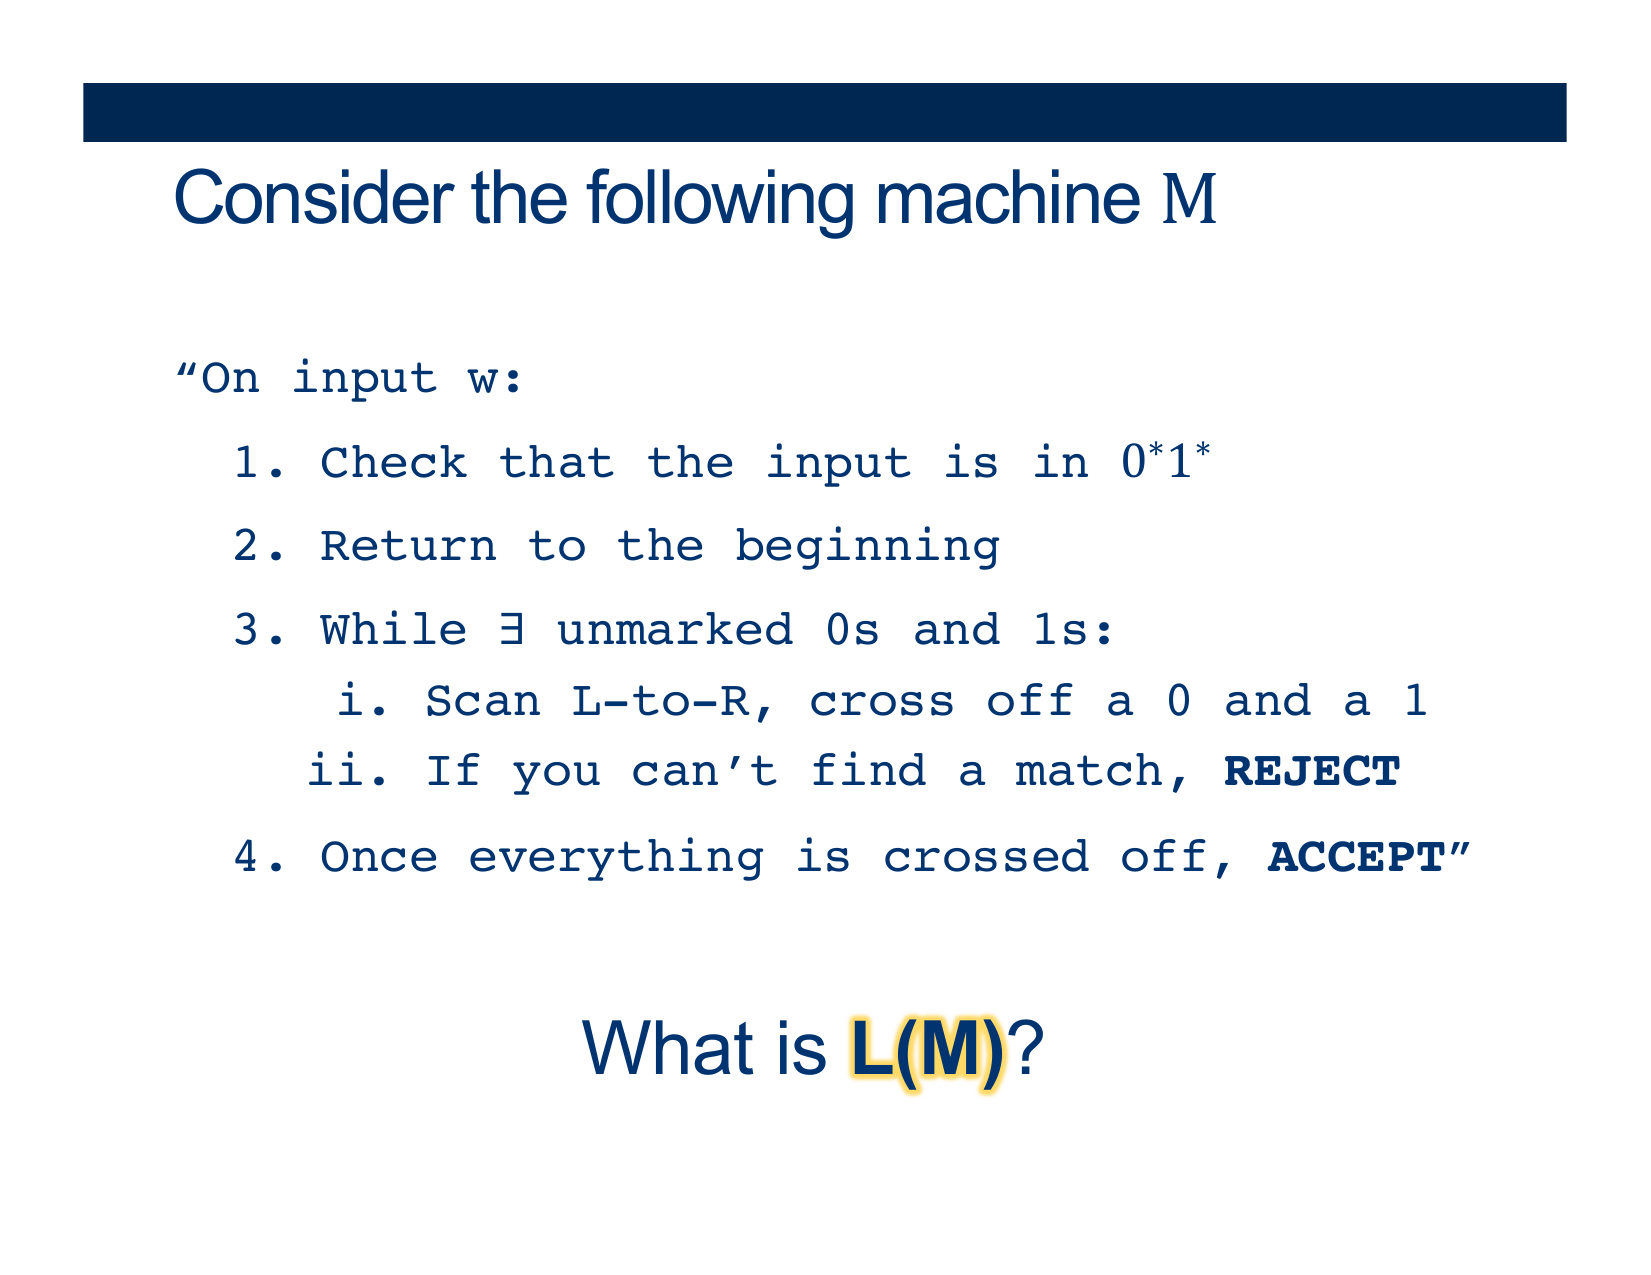 Consider the following machine M
“On input w:
1. Check that the input is in 0*1*
2. Return to the beginning
3. While ∃ unmarked 0s and 1s:
i. Scan L-to-R, cross off a 0 and a 1
ii. If you can’t find a match, REJECT
4. Once everything is crossed off, ACCEPT”
What is L(M)?